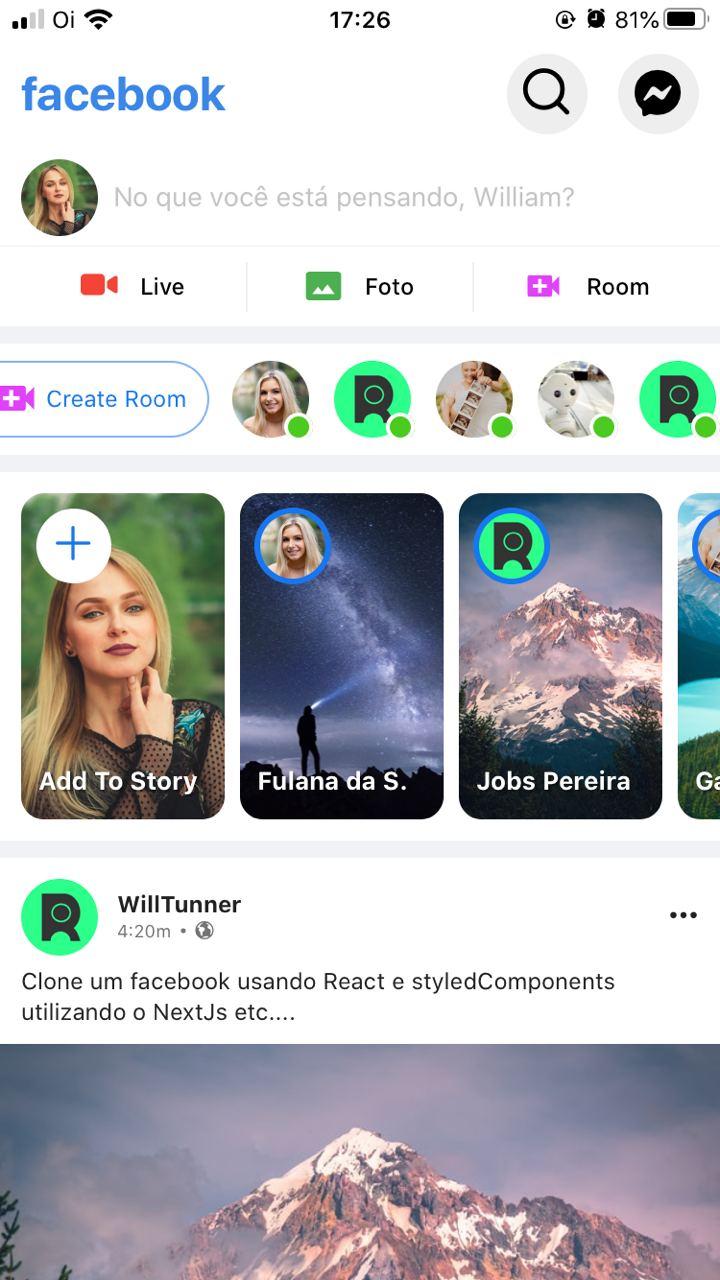 Oi 17:26 81%
facebook
No que você está pensando, William?
Live Foto Room
Create Room
Add To Story Fulana da S. Jobs Pereira Ga
WillTunner
4:20m •
Clone um facebook usando React e styledComponents
utilizando o NextJs etc....